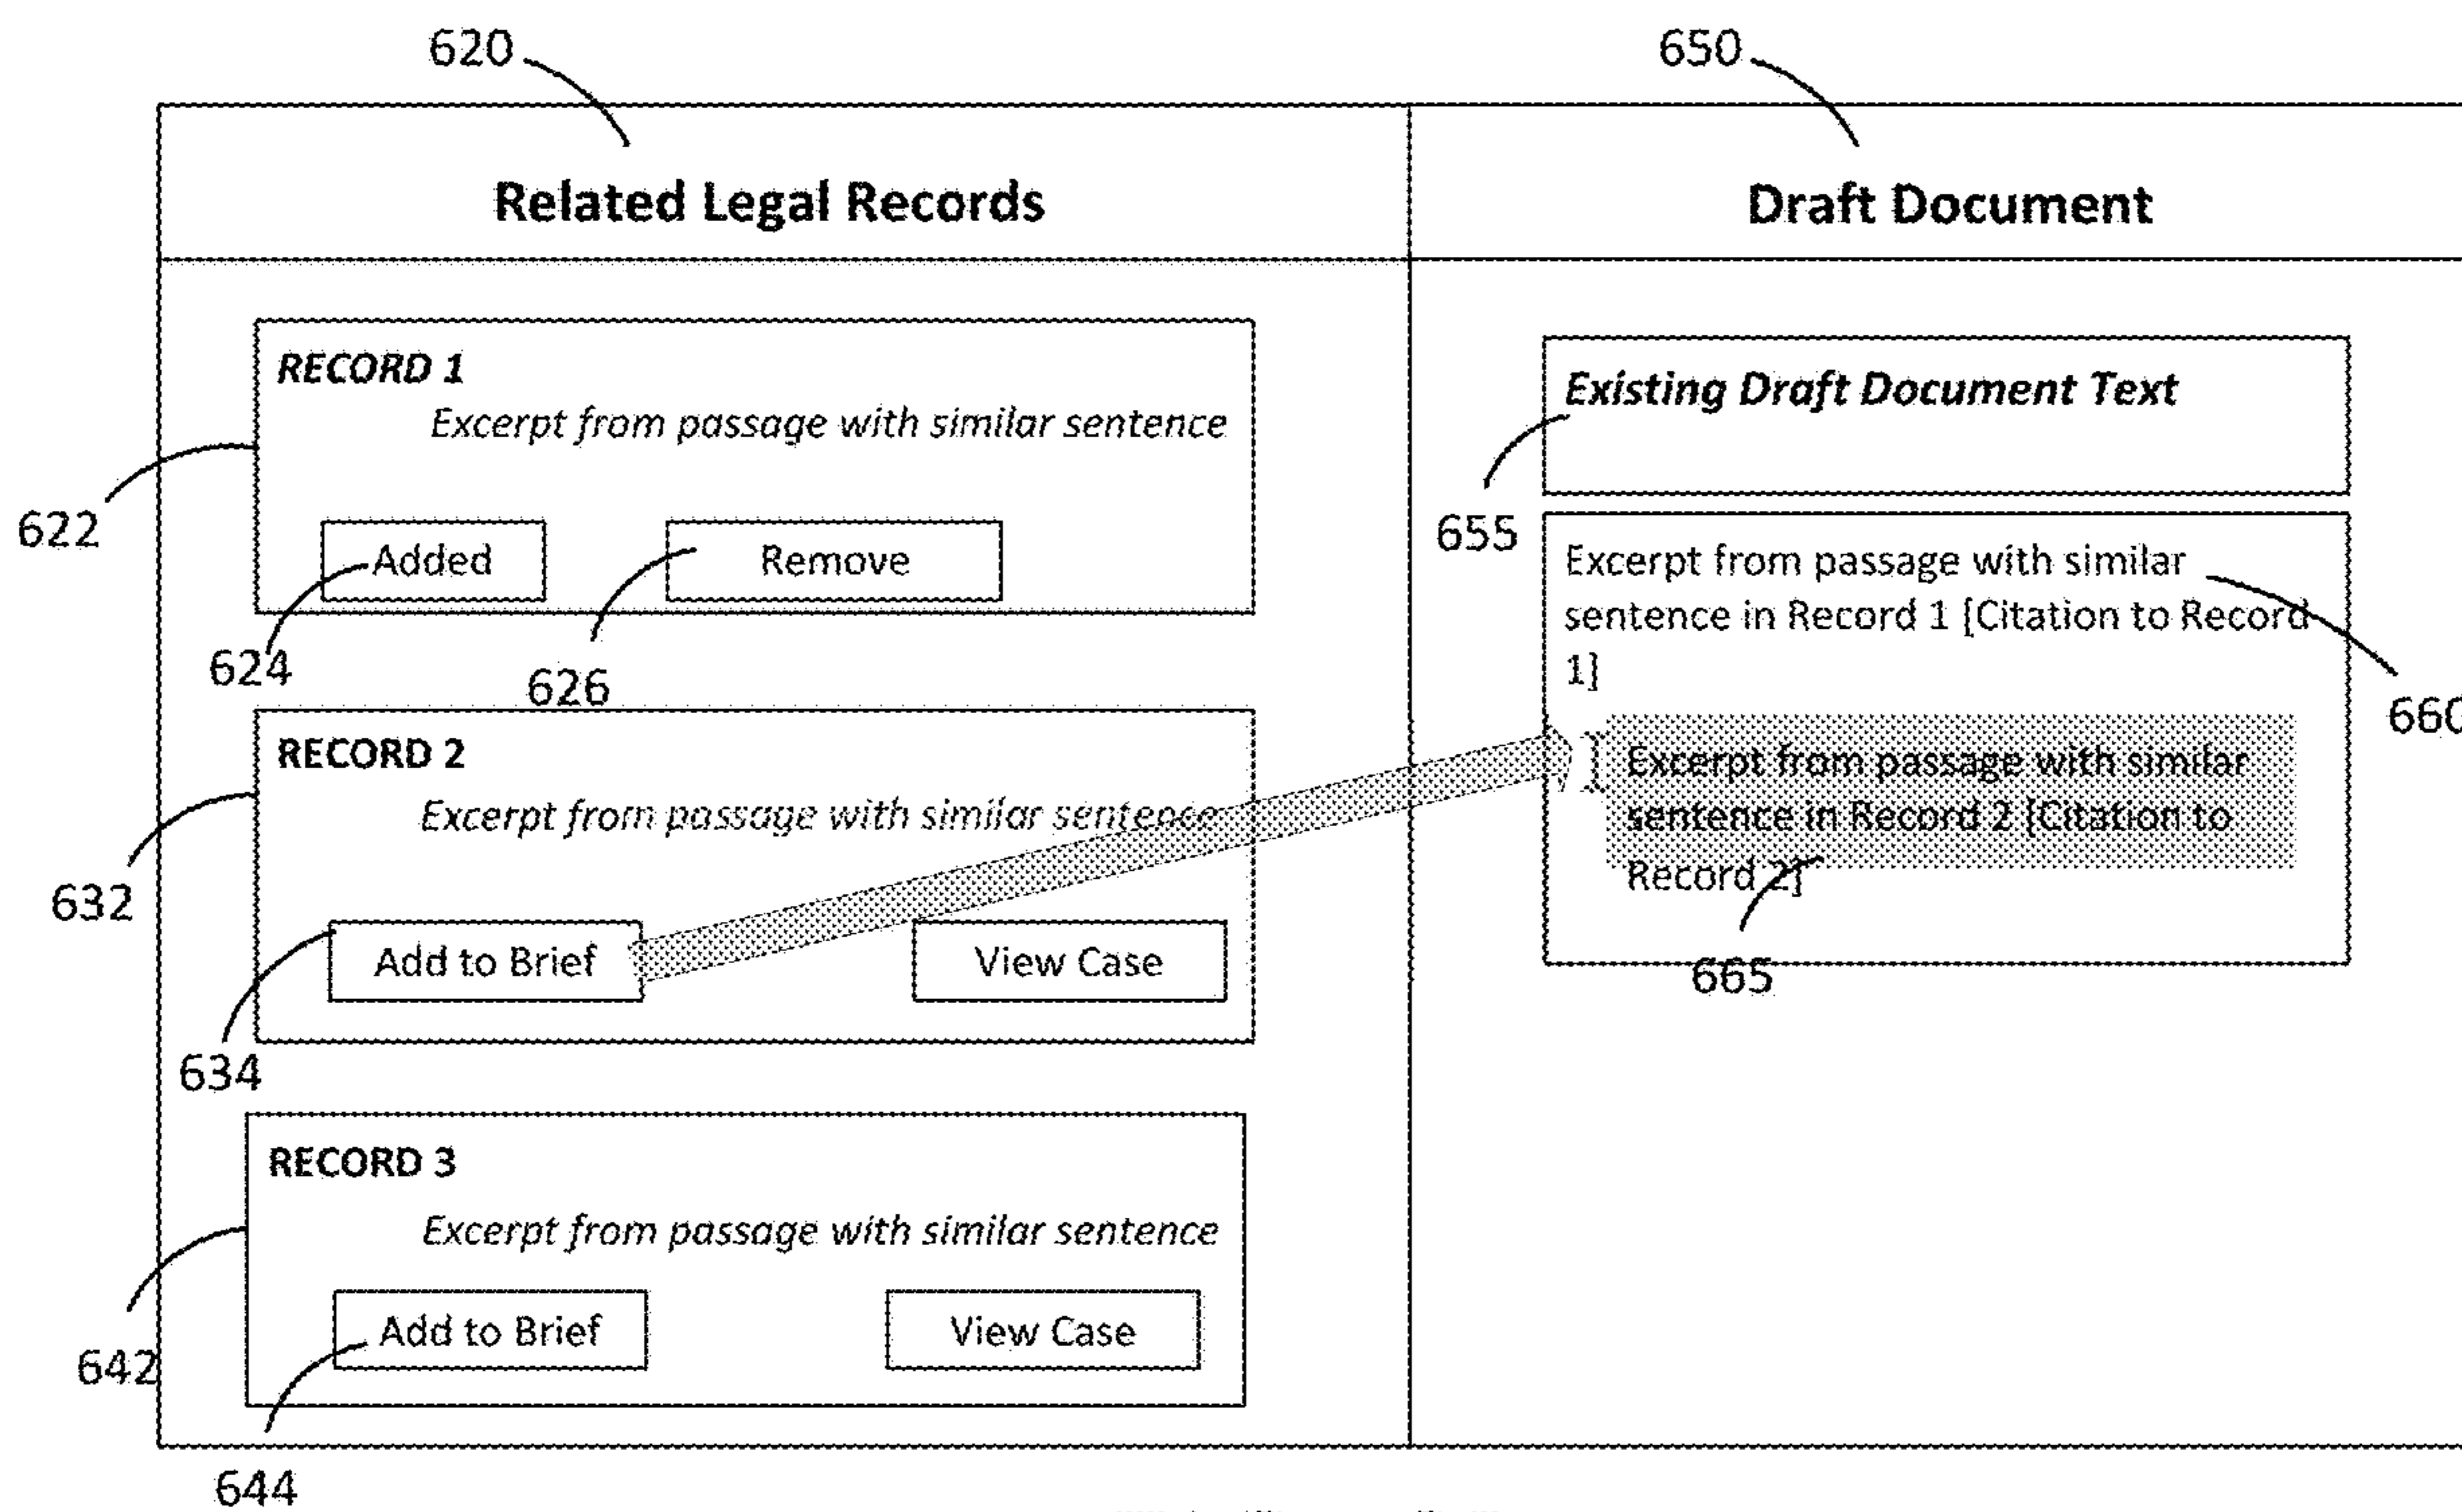 620
650
Related Legal Records
Draft Document
RECORD 1
Excerpt from passage with similar sentence
622
Added
Remove
624
626
RECORD 2
Excerpt from passage with similar sentence
632
Add to Brief
View Case
634
RECORD 3
Excerpt from passage with similar sentence
642
Add to Brief
View Case
644
Existing Draft Document Text
655
Excerpt from passage with similar
sentence in Record 1 [Citation to Record
1]
660
Excerpt from passage with similar
sentence in Record 2 [Citation to
Record 2]
665